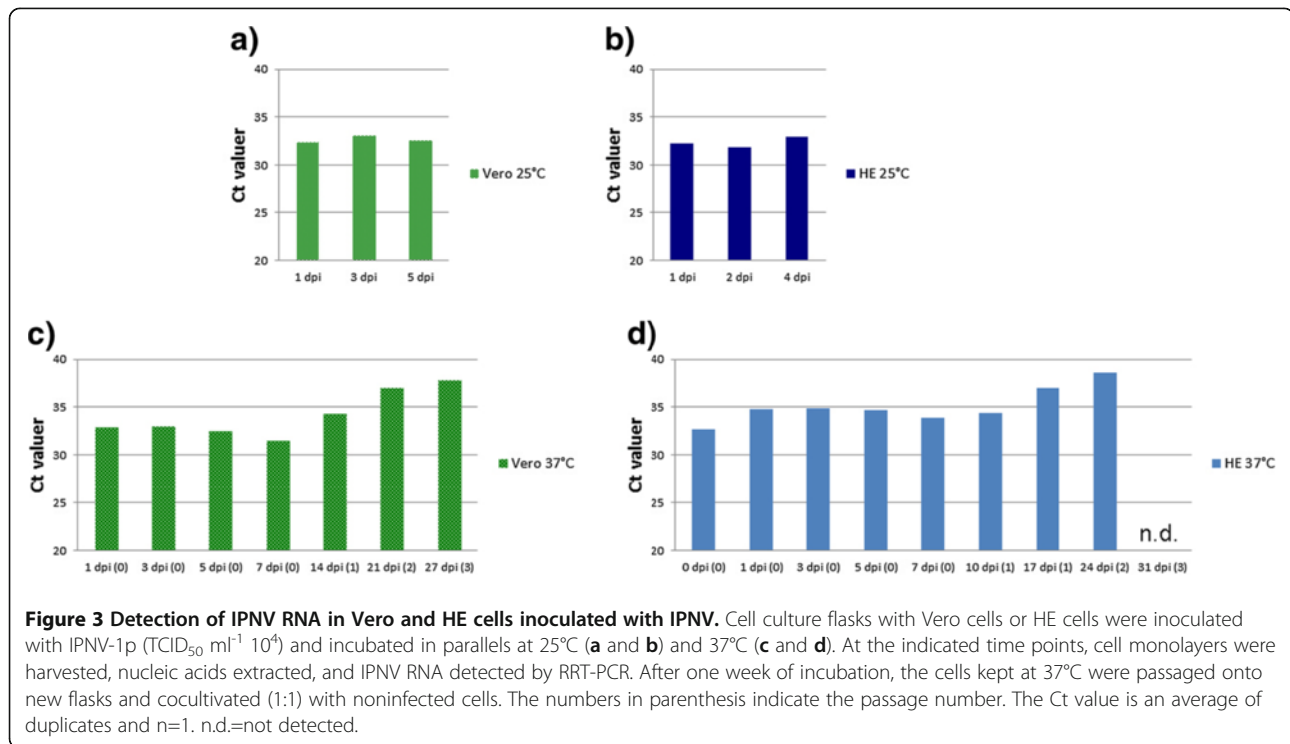 a)
40
35
30
25
20
Ct valuer
1 dpi
3 dpi
5 dpi
Vero 25°C
b)
40
35
30
25
20
Ct valuer
1 dpi
2 dpi
4 dpi
HE 25°C
c)
40
35
30
25
20
Ct valuer
1 dpi (0)
3 dpi (0)
5 dpi (0)
7 dpi (0)
14 dpi (1)
21 dpi (2)
27 dpi (3)
Vero 37°C
d)
40
35
30
25
20
Ct valuer
n.d.
0 dpi (0)
1 dpi (0)
3 dpi (0)
5 dpi (0)
7 dpi (0)
10 dpi (1)
17 dpi (1)
24 dpi (2)
31 dpi (3)
HE 37°C
Figure 3 Detection of IPNV RNA in Vero and HE cells inoculated with IPNV. Cell culture flasks with Vero cells or HE cells were inoculated
with IPNV-1p (TCID₅₀ ml⁻¹ 10⁴) and incubated in parallels at 25°C (a and b) and 37°C (c and d). At the indicated time points, cell monolayers were
harvested, nucleic acids extracted, and IPNV RNA detected by RRT-PCR. After one week of incubation, the cells kept at 37°C were passaged onto
new flasks and cocultivated (1:1) with noninfected cells. The numbers in parenthesis indicate the passage number. The Ct value is an average of
duplicates and n=1. n.d.=not detected.